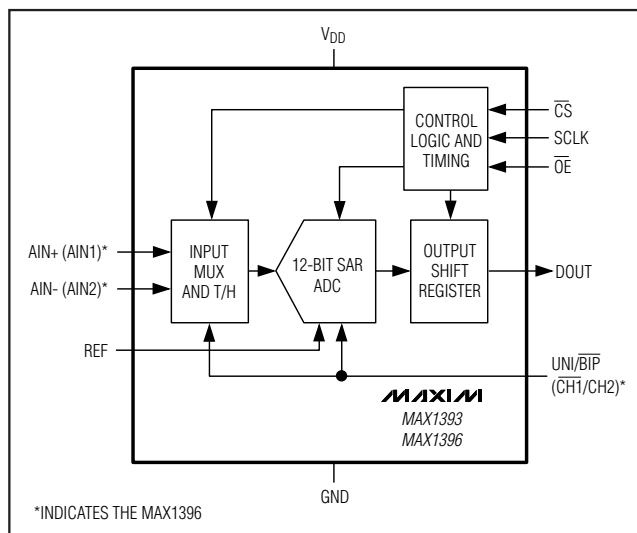 VDD
CONTROL
LOGIC AND
TIMING
CS
SCLK
OE
AIN+ (AIN1)*
AIN- (AIN2)*
INPUT
MUX
AND T/H
12-BIT SAR
ADC
OUTPUT
SHIFT
REGISTER
DOUT
REF
UNI/BIP
(CH1/CH2)*
MAXIM
MAX1393
MAX1396
GND
*INDICATES THE MAX1396